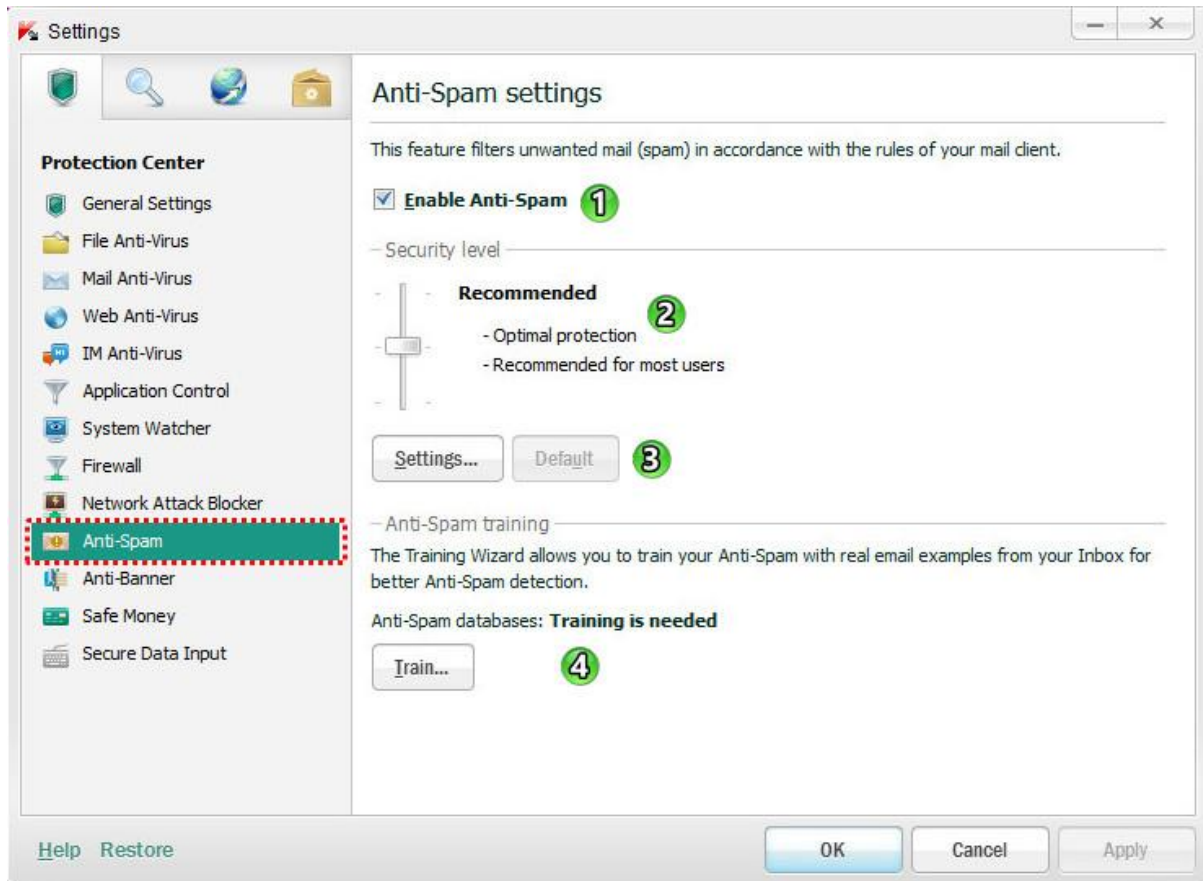 Settings
Protection Center
General Settings
File Anti-Virus
Mail Anti-Virus
Web Anti-Virus
IM Anti-Virus
Application Control
System Watcher
Firewall
Network Attack Blocker
Anti-Spam
Anti-Banner
Safe Money
Secure Data Input
Anti-Spam settings
This feature filters unwanted mail (spam) in accordance with the rules of your mail client.
Enable Anti-Spam 1
Security level
Recommended
2
- Optimal protection
- Recommended for most users
Settings... Default 3
Anti-Spam training
The Training Wizard allows you to train your Anti-Spam with real email examples from your Inbox for
better Anti-Spam detection.
Anti-Spam databases: Training is needed
Train... 4
Help Restore OK Cancel Apply